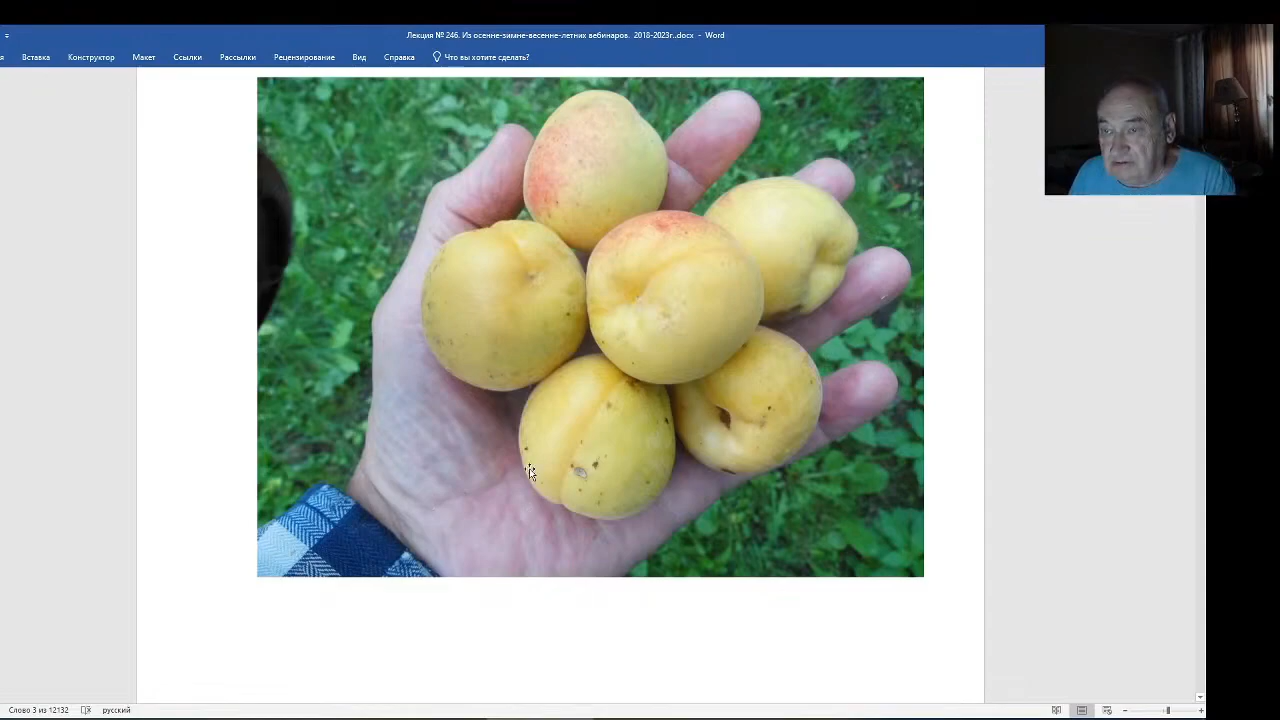 Лекция № 246. Из осенне-зимне-весенне-летних вебинаров. 2018-2023г..docx - Word
я Вставка Конструктор Макет Ссылки Рассылки Рецензирование Вид Справка Что вы хотите сделать?
Слово 3 из 12132 русский